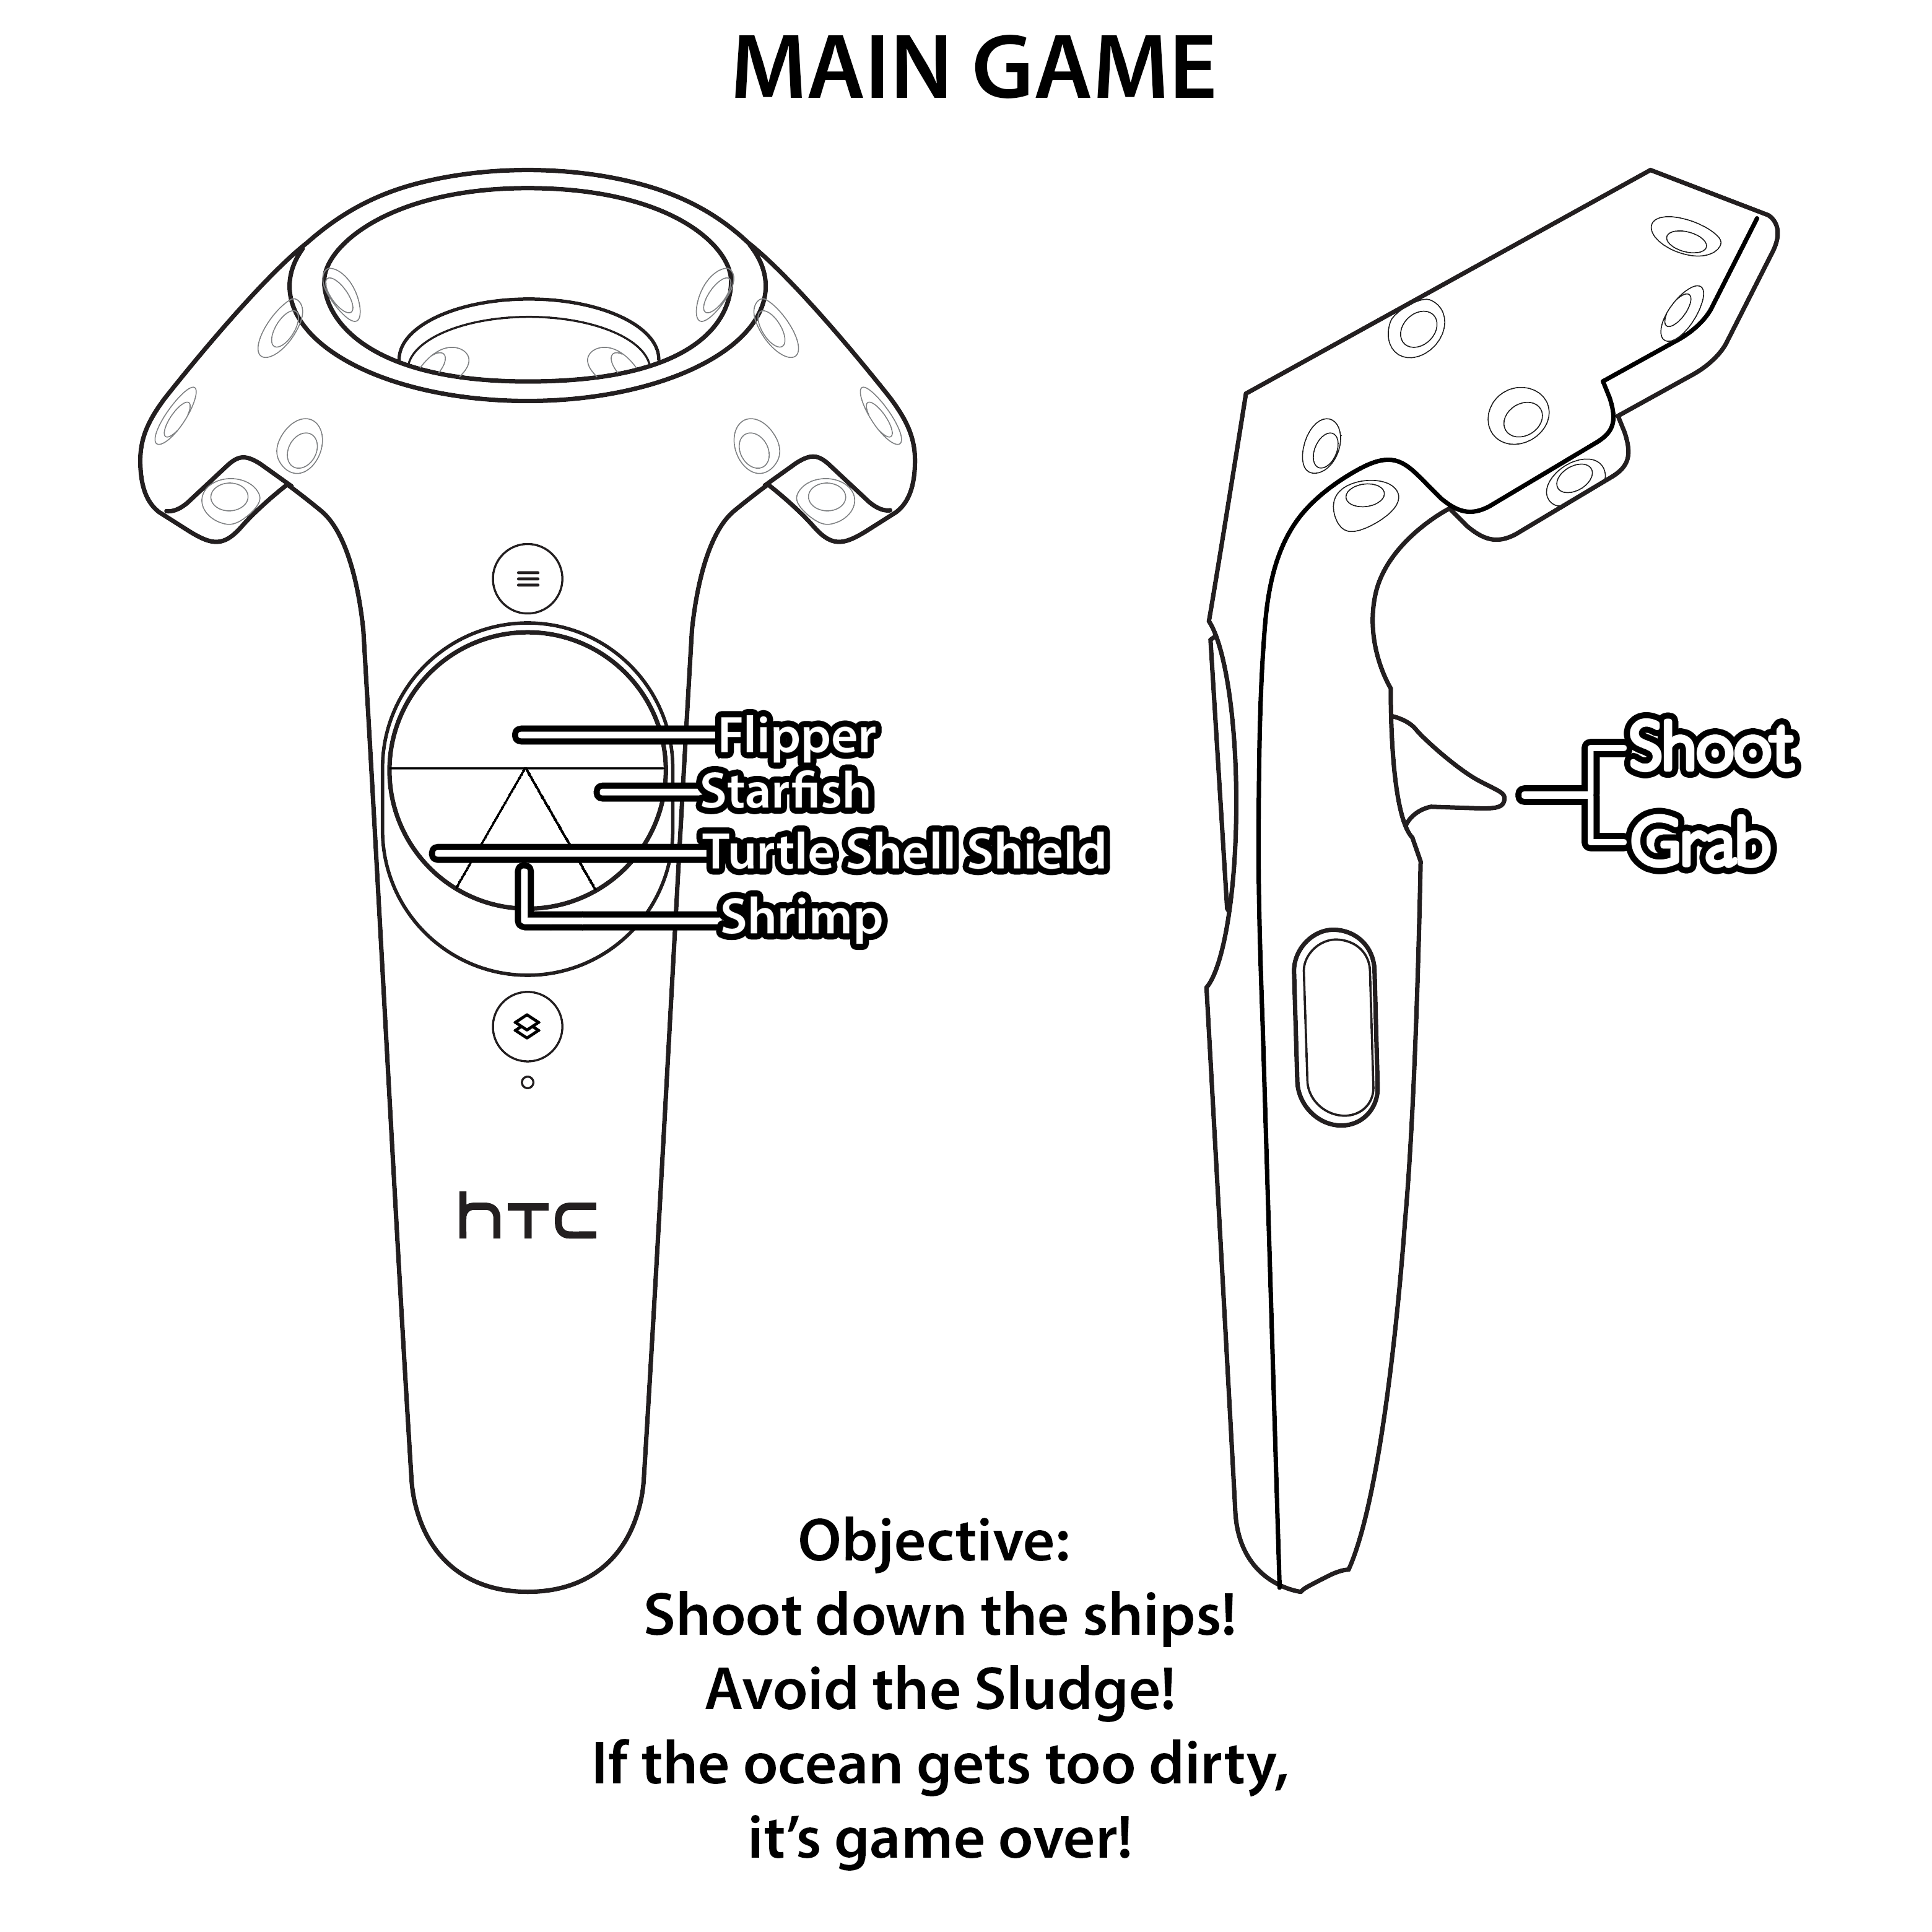 MAIN GAME
Flipper
Starfish
Turtle Shell Shield
Shrimp
Shoot
Grab
hTC
Objective:
Shoot down the ships!
Avoid the Sludge!
If the ocean gets too dirty,
it’s game over!